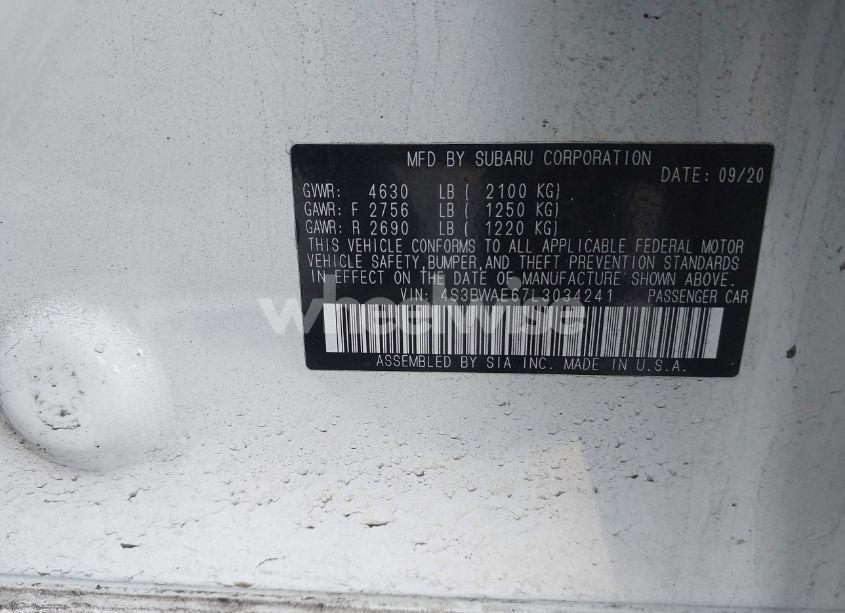 MFD BY SUBARU CORPORATION
DATE: 09/20
GVWR: 4630 LB ( 2100 KG)
GAWR: F 2756 LB ( 1250 KG)
GAWR: R 2690 LB ( 1220 KG)
THIS VEHICLE CONFORMS TO ALL APPLICABLE FEDERAL MOTOR
VEHICLE SAFETY, BUMPER, AND THEFT PREVENTION STANDARDS
IN EFFECT ON THE DATE OF MANUFACTURE SHOWN ABOVE.
VIN: 4S3BWAE67L3034241 PASSENGER CAR
wheelwise
ASSEMBLED BY SIA INC. MADE IN U.S.A.